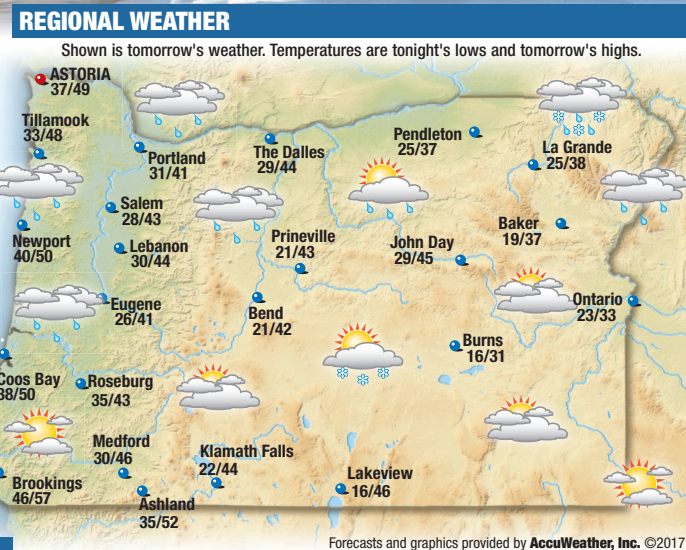 REGIONAL WEATHER
Shown is tomorrow's weather. Temperatures are tonight's lows and tomorrow's highs.
ASTORIA
37/49
Tillamook
33/48
Portland
31/41
The Dalles
29/44
Pendleton
25/37
La Grande
25/38
Salem
28/43
Newport
40/50
Lebanon
30/44
Prineville
21/43
John Day
29/45
Baker
19/37
Eugene
26/41
Bend
21/42
Ontario
23/33
Burns
16/31
Coos Bay
38/50
Roseburg
35/43
Medford
30/46
Klamath Falls
22/44
Lakeview
16/46
Brookings
46/57
Ashland
35/52
Forecasts and graphics provided by AccuWeather, Inc. ©2017